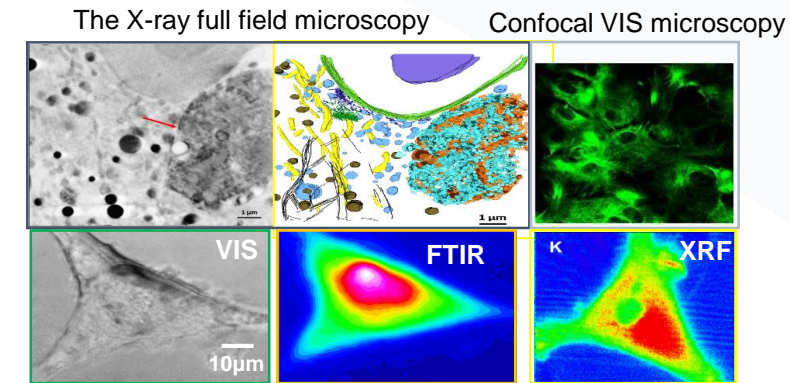 The X-ray full field microscopy
Confocal VIS microscopy
1 µm
1 µm
VIS
10µm
FTIR
K
XRF